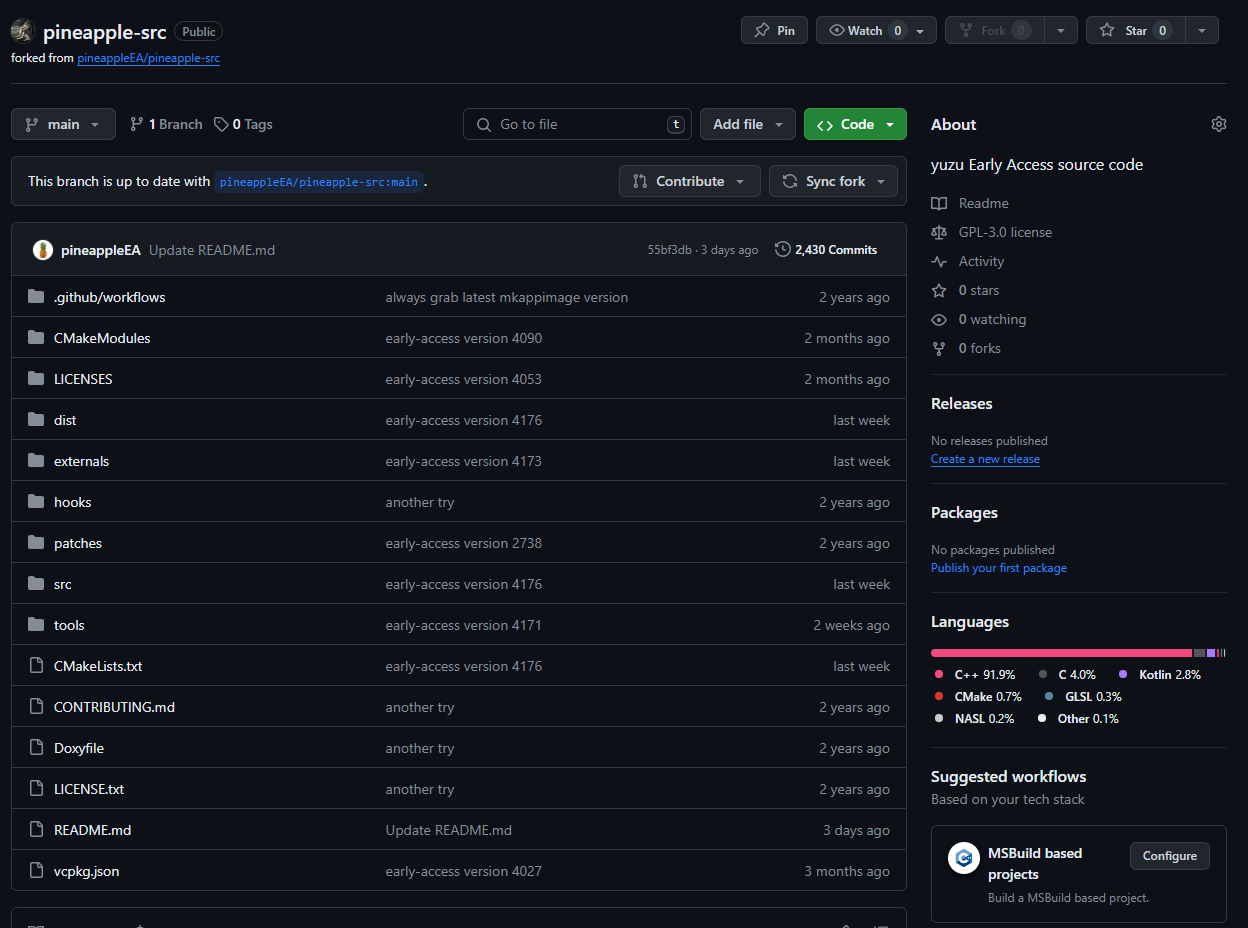 pineapple-src Public Pin Watch 0 Fork 0 Star 0
forked from pineappleEA/pineapple-src
main 1 Branch 0 Tags Go to file t Add file Code
This branch is up to date with pineappleEA/pineapple-src:main . Contribute Sync fork
pineappleEA Update README.md 55bf3db · 3 days ago 2,430 Commits
.github/workflows always grab latest mkappimage version 2 years ago
CMakeModules early-access version 4090 2 months ago
LICENSES early-access version 4053 2 months ago
dist early-access version 4176 last week
externals early-access version 4173 last week
hooks another try 2 years ago
patches early-access version 2738 2 years ago
src early-access version 4176 last week
tools early-access version 4171 2 weeks ago
CMakeLists.txt early-access version 4176 last week
CONTRIBUTING.md another try 2 years ago
Doxyfile another try 2 years ago
LICENSE.txt another try 2 years ago
README.md Update README.md 3 days ago
vcpkg.json early-access version 4027 3 months ago
About
yuzu Early Access source code
Readme
GPL-3.0 license
Activity
0 stars
0 watching
0 forks
Releases
No releases published
Create a new release
Packages
No packages published
Publish your first package
Languages
C++ 91.9% C 4.0% Kotlin 2.8%
CMake 0.7% GLSL 0.3%
NASL 0.2% Other 0.1%
Suggested workflows
Based on your tech stack
MSBuild based Configure
projects
Build a MSBuild based project.